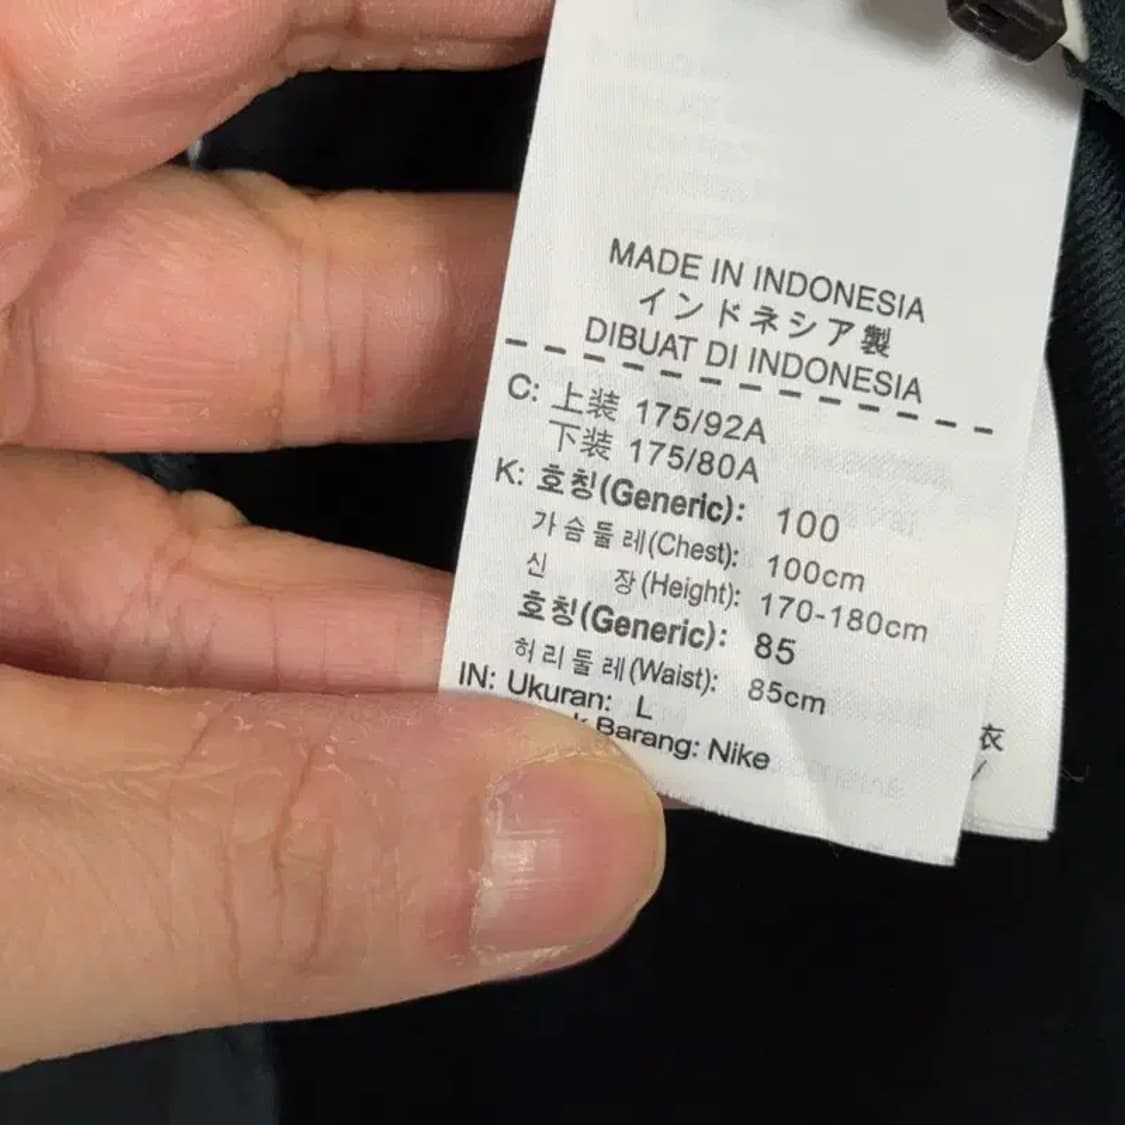 MADE IN INDONESIA
インドネシア製
DIBUAT DI INDONESIA
C: 上装 175/92A
下装 175/80A
K: 호칭(Generic): 100
가슴둘레(Chest): 100cm
신 장(Height): 170-180cm
호칭(Generic): 85
허리둘레(Waist): 85cm
IN: Ukuran: L
Barang: Nike
衣